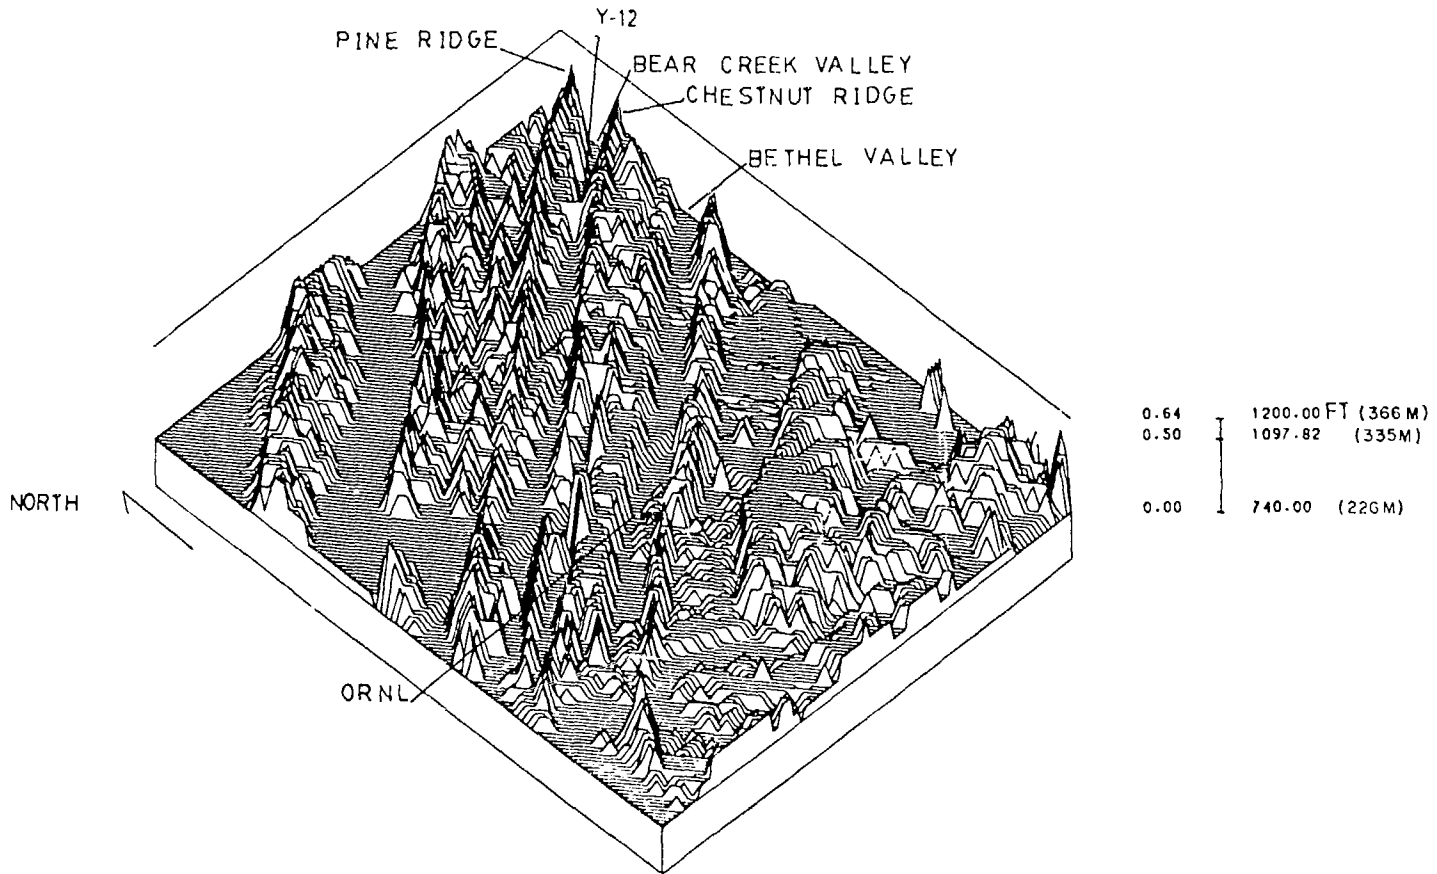 Y-12
PINE RIDGE
BEAR CREEK VALLEY
CHESTNUT RIDGE
BETHEL VALLEY
0.64 1200.00 FT (366 M)
0.50 1097.82 (335M)
0.00 740.00 (226M)
NORTH
ORNL